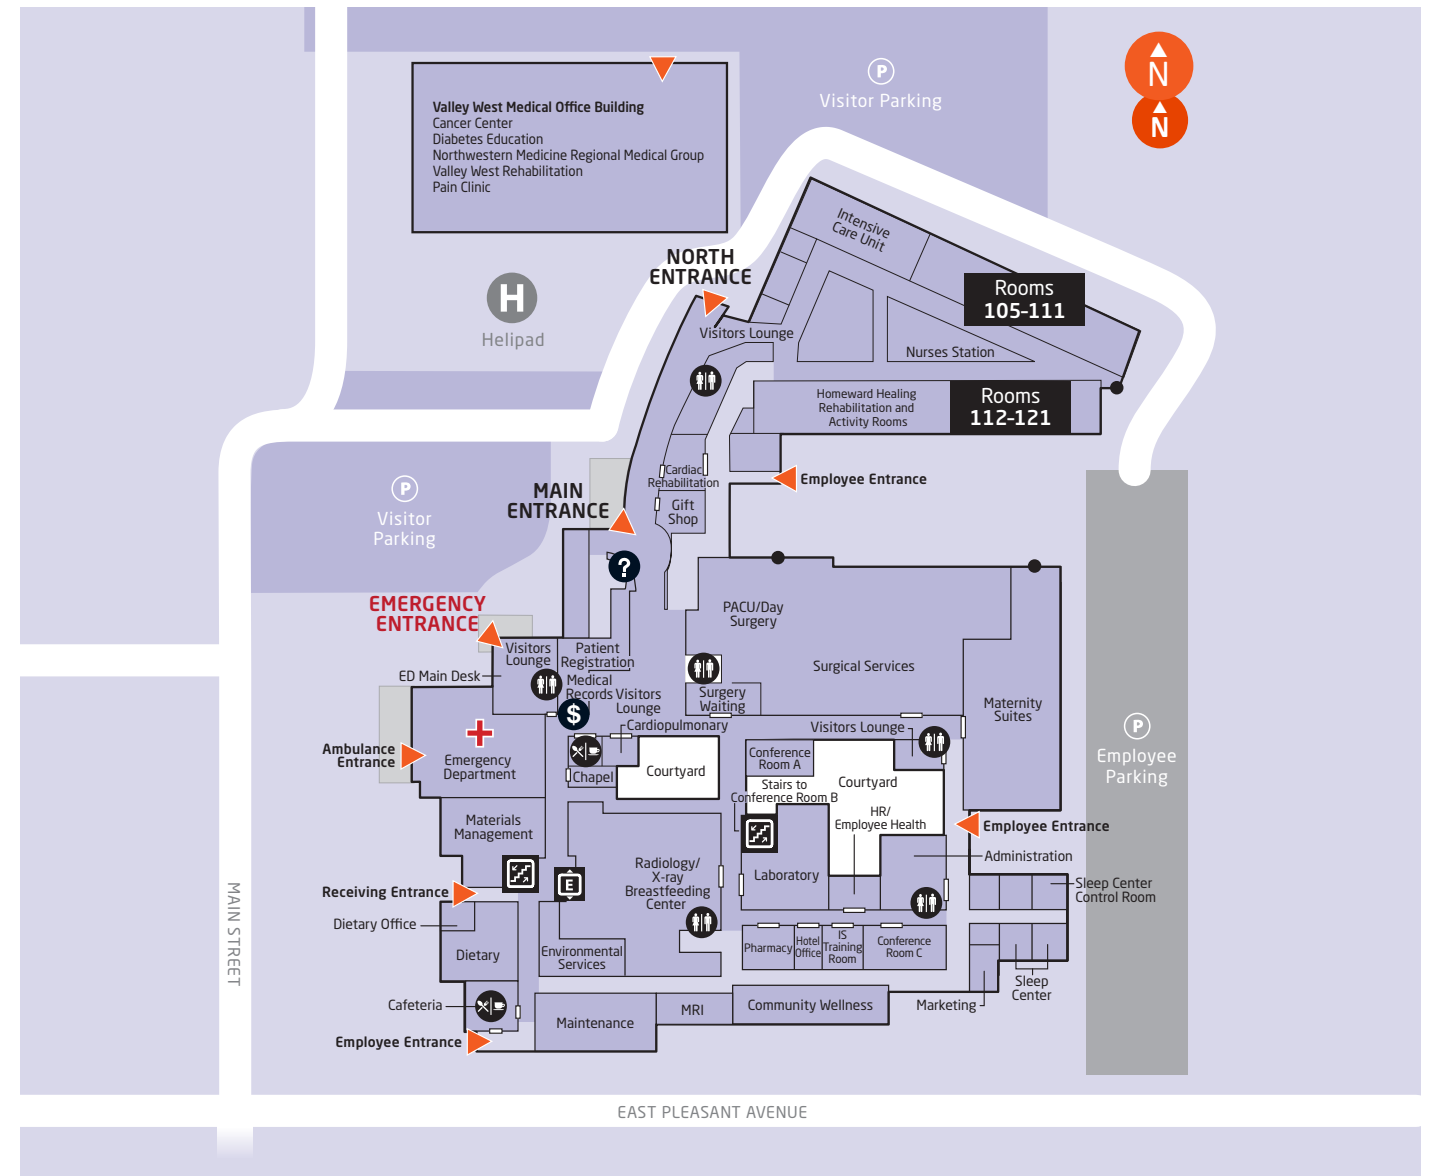 N
N
P
Visitor Parking
Valley West Medical Office Building
Cancer Center
Diabetes Education
Northwestern Medicine Regional Medical Group
Valley West Rehabilitation
Pain Clinic
Intensive
Care Unit
NORTH
ENTRANCE
H
Helipad
Rooms
105-111
Visitors Lounge
Nurses Station
Homeward Healing
Rehabilitation and
Activity Rooms
Rooms
112-121
Cardiac
Rehabilitation
Employee Entrance
P
Visitor
Parking
MAIN
ENTRANCE
Gift
Shop
?
EMERGENCY
ENTRANCE
PACU/Day
Surgery
Visitors
Lounge
Patient
Registration
ED Main Desk
Medical
Records
Visitors
Lounge
$
Surgical Services
Surgery
Waiting
Maternity
Suites
Cardiopulmonary
Visitors Lounge
P
Employee
Parking
Ambulance
Entrance
Emergency
Department
Chapel
Courtyard
Conference
Room A
Courtyard
Stairs to
Conference Room B
HR/
Employee Health
Employee Entrance
Materials
Management
Administration
Radiology/
X-ray
Breastfeeding
Center
Laboratory
E
Receiving Entrance
Sleep Center
Control Room
Dietary Office
Dietary
Environmental
Services
Pharmacy
Hotel
Office
IS
Training
Room
Conference
Room C
Sleep
Center
Marketing
Cafeteria
Maintenance
MRI
Community Wellness
Employee Entrance
MAIN STREET
EAST PLEASANT AVENUE